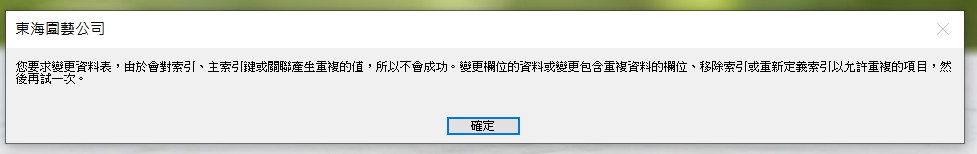 東海園藝公司
您要求變更資料表，由於會對索引、主索引鍵或關聯產生重複的值，所以不會成功。變更欄位的資料或變更包含重複資料的欄位、移除索引或重新定義索引以允許重複的項目，然
後再試一次。
確定